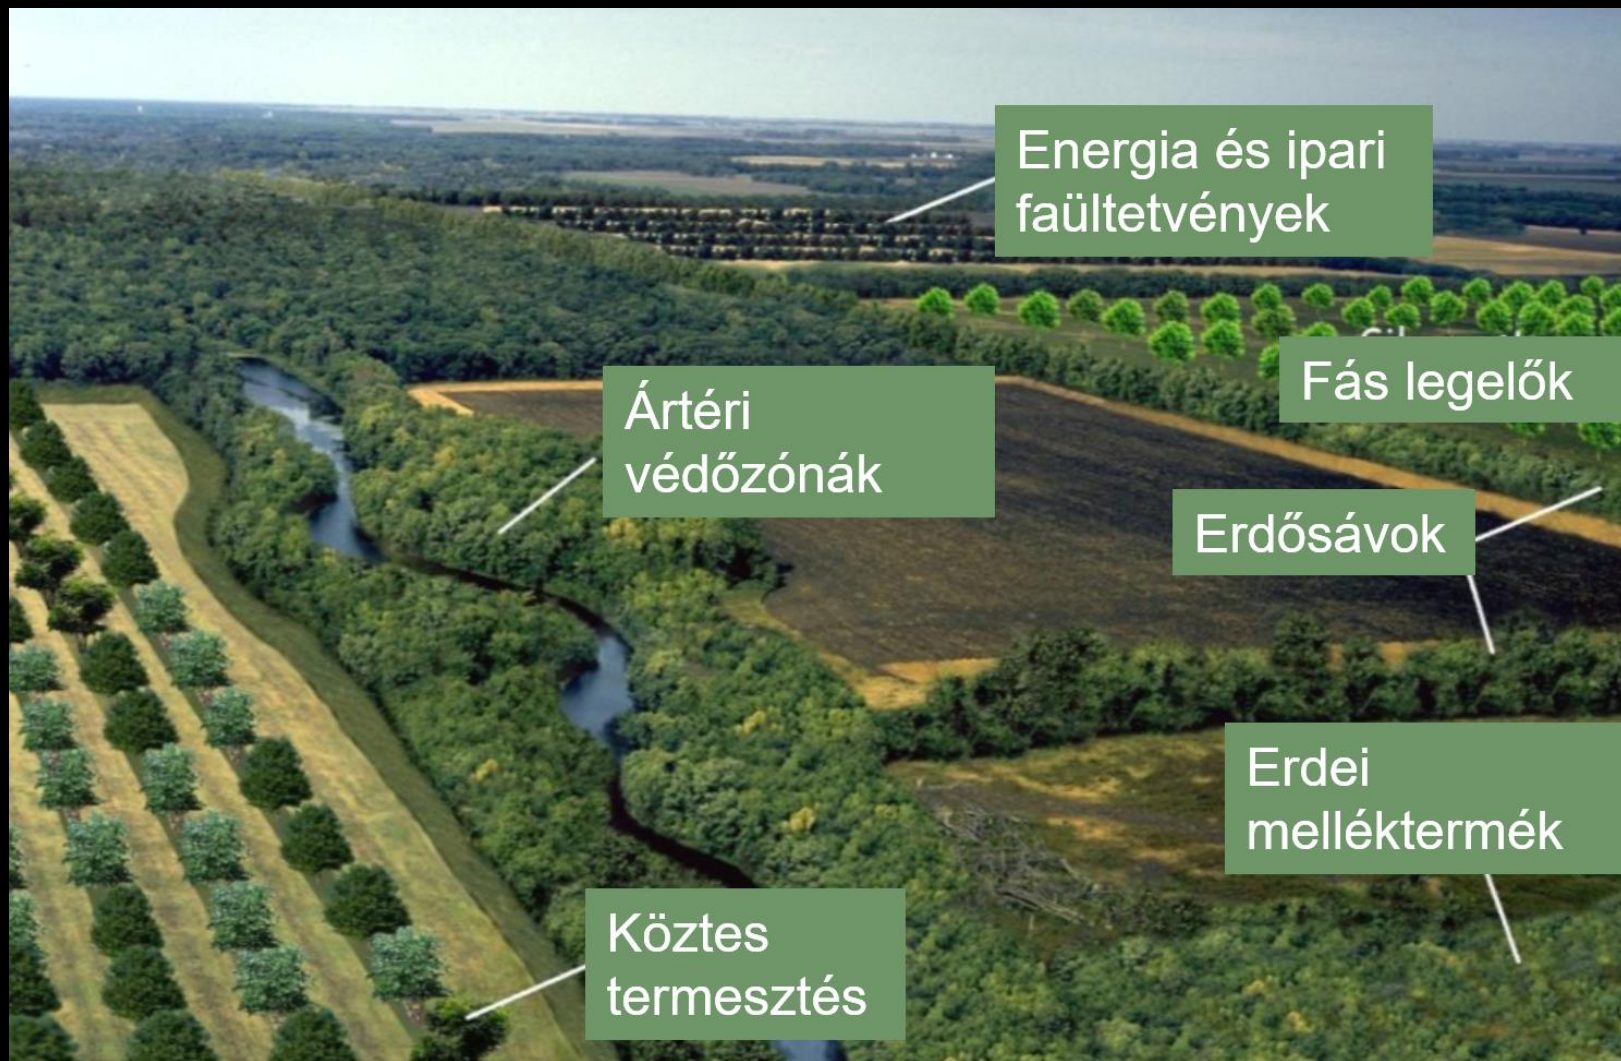 Energia és ipari
faültetvények
Fás legelők
Ártéri
védőzónák
Erdősávok
Erdei
melléktermék
Köztes
termesztés